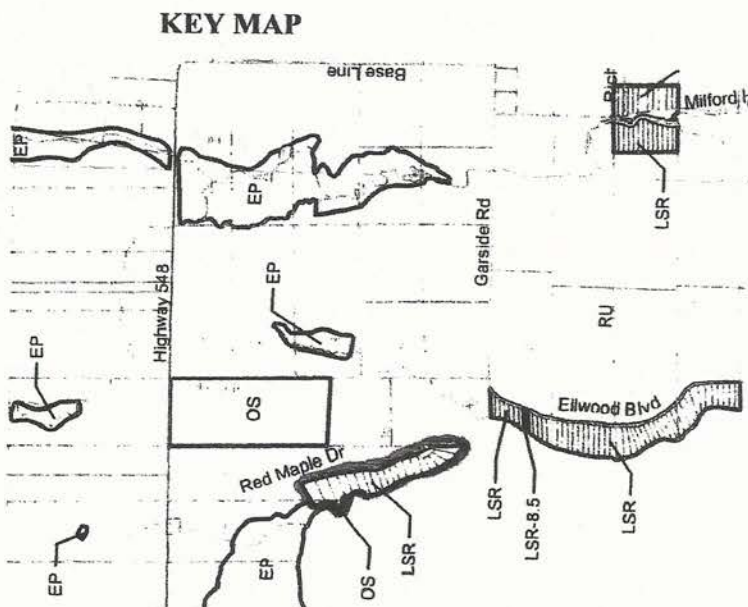 KEY MAP
Base Line
Milford
EP
EP
LSR
Garside Rd
Highway 548
EP
RU
EP
OS
Ellwood Blvd
Red Maple Dr
LSR
LSR-8.5
LSR
EP
EP
OS
LSR